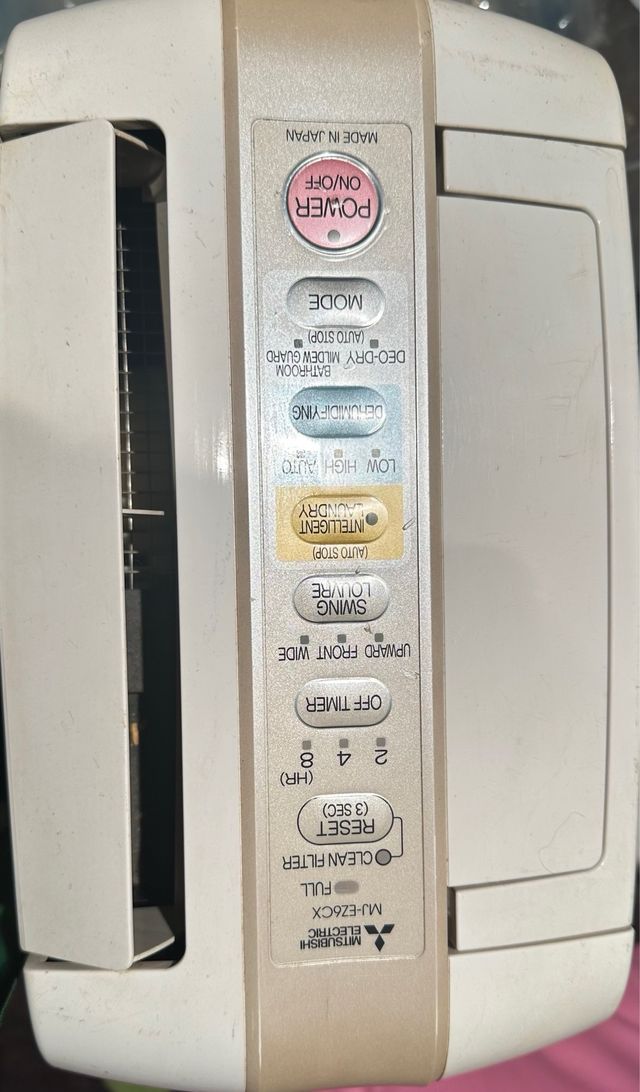 MITSUBISHI
ELECTRIC
MJ-EZ6CX
FULL
CLEAN FILTER
RESET
(3 SEC)
(HR)
2 4 8
OFF TIMER
UPWARD FRONT WIDE
SWING
LOUVRE
(AUTO STOP)
INTELLIGENT
LAUNDRY
LOW HIGH AUTO
DEHUMIDIFYING
BATHROOM
DEO-DRY MILDEW GUARD
(AUTO STOP)
MODE
POWER
ON/OFF
MADE IN JAPAN